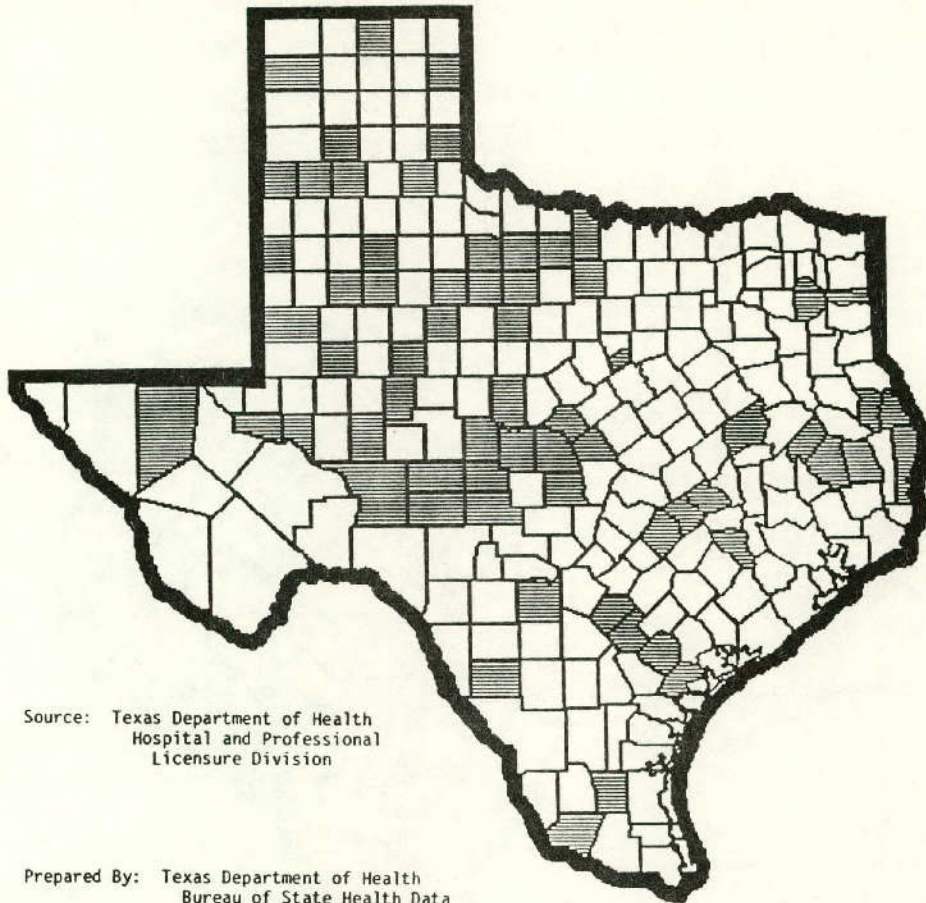 Source: Texas Department of Health
Hospital and Professional
Licensure Division
Prepared By: Texas Department of Health
Bureau of State Health Data